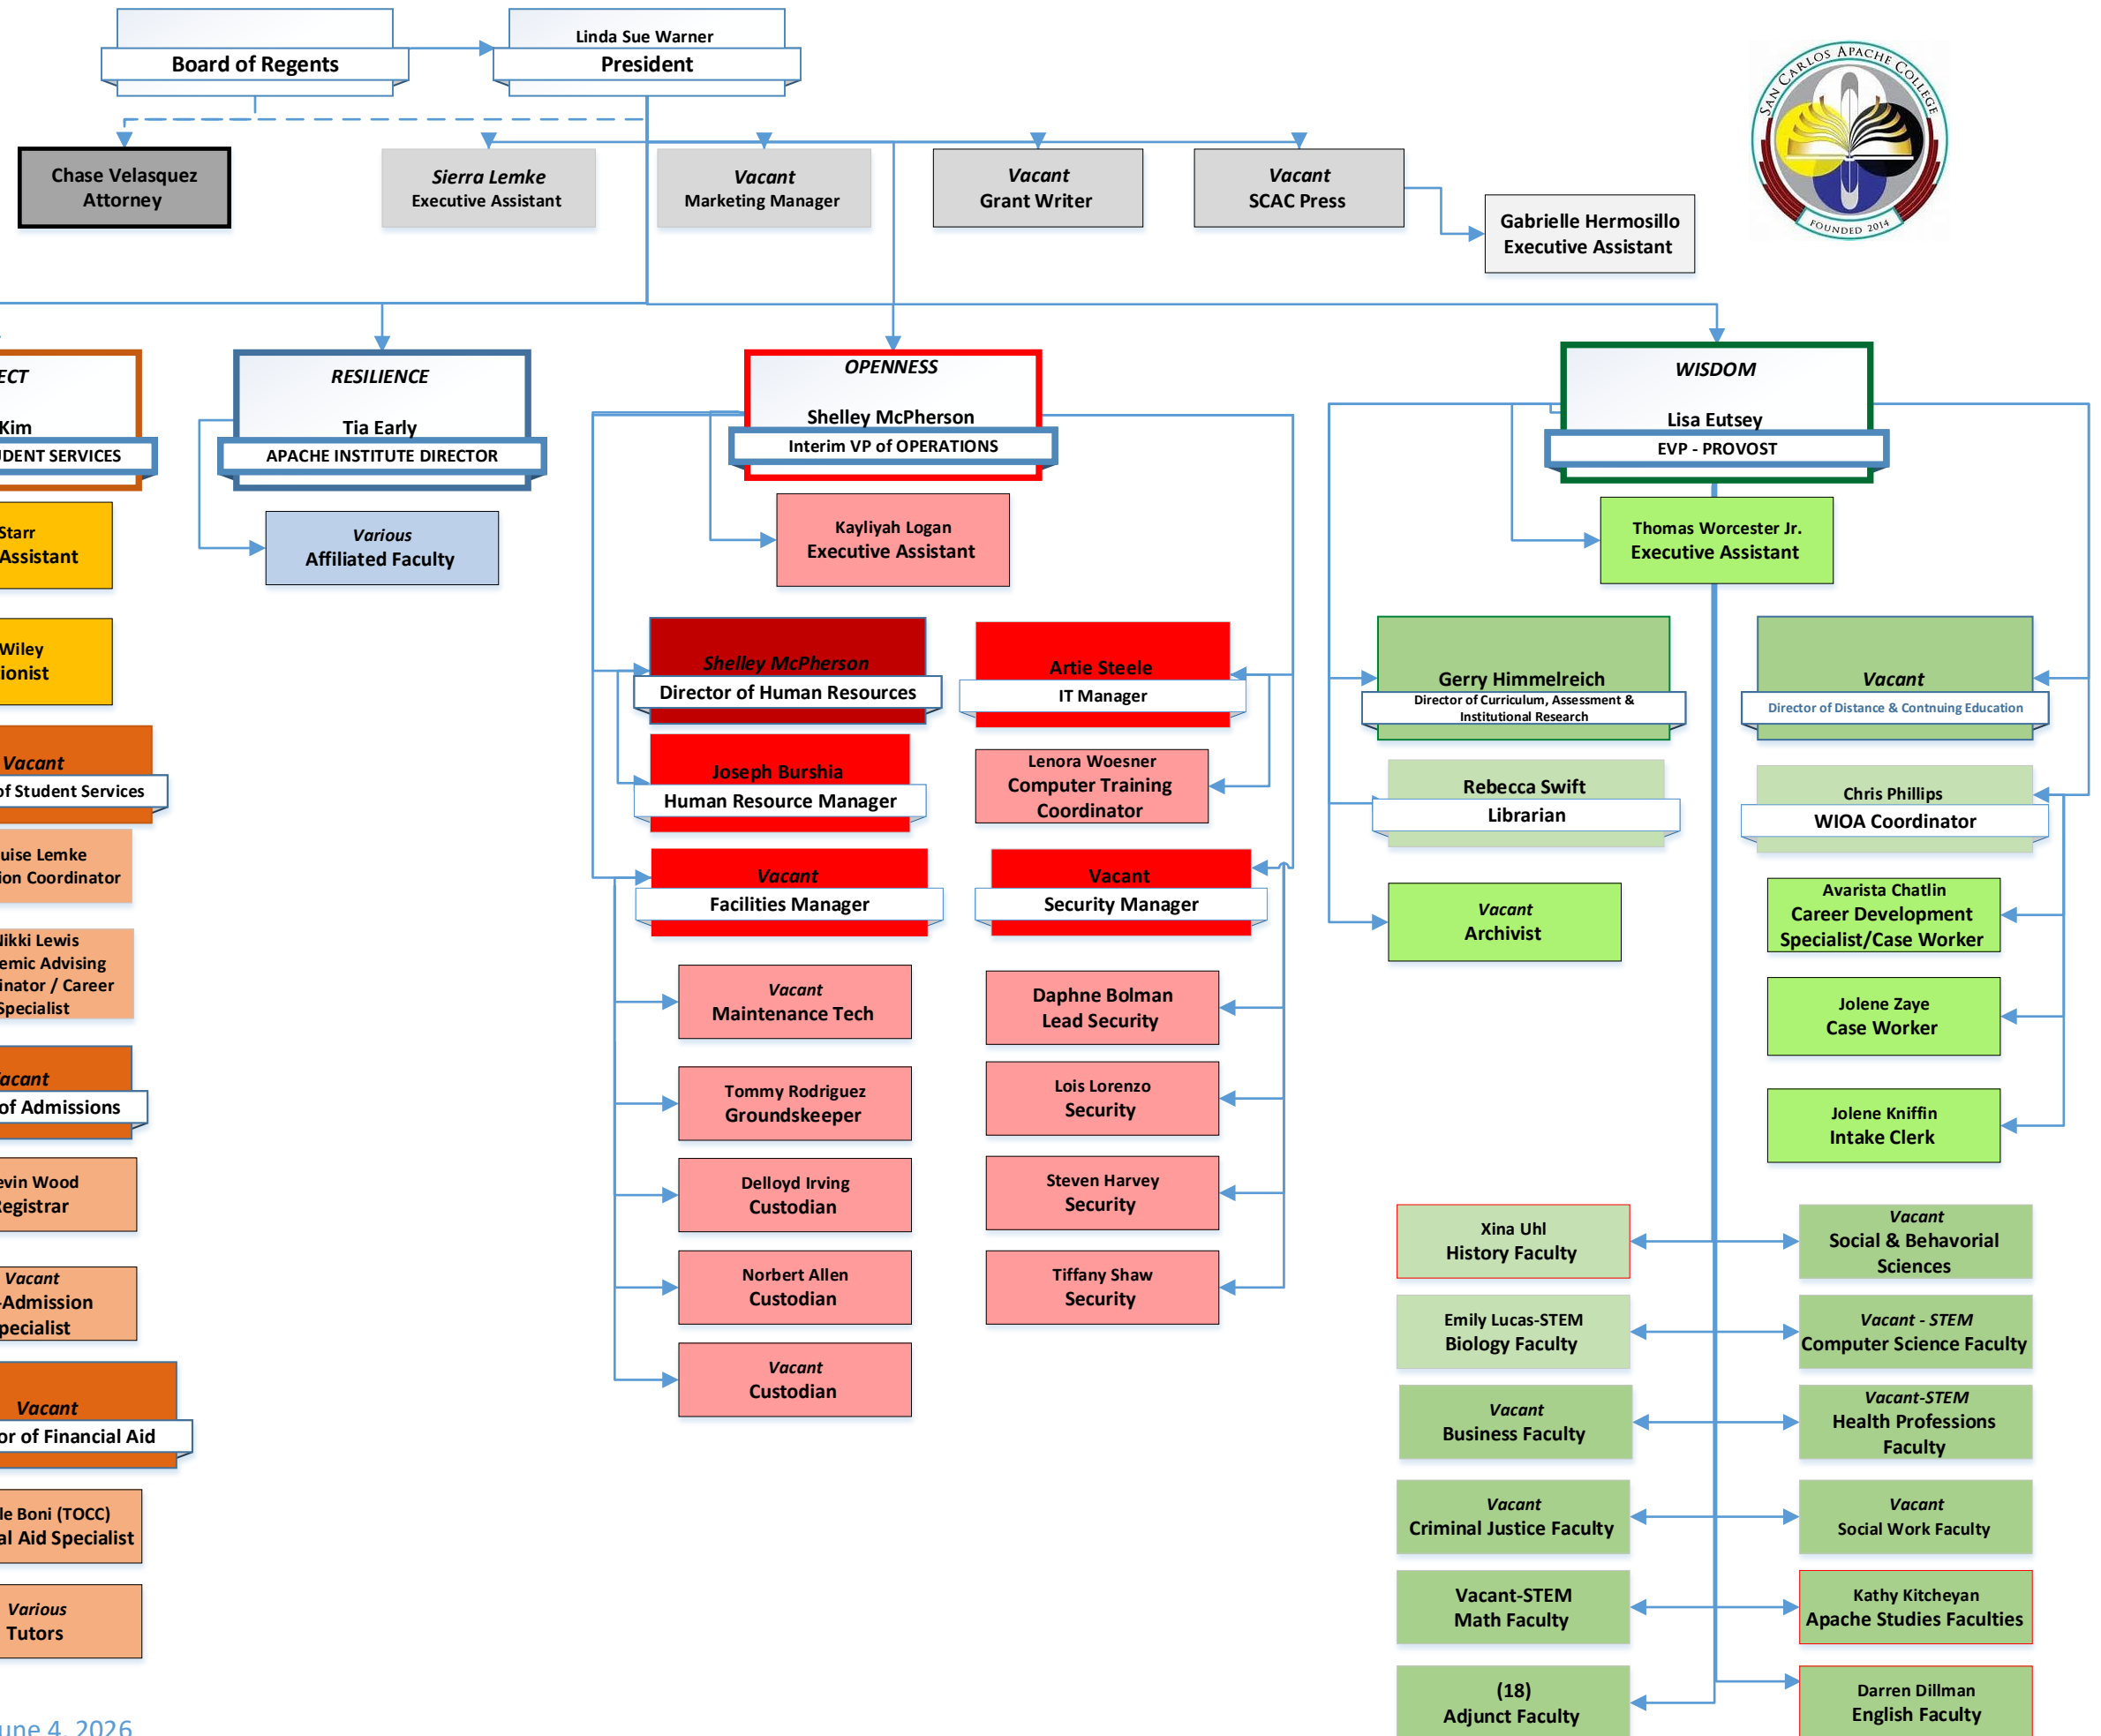 Linda Sue Warner
Board of Regents
President
SAN CARLOS APACHE COLLEGE
FOUNDED 2014
Chase Velasquez
Attorney
Sierra Lemke
Executive Assistant
Vacant
Marketing Manager
Vacant
Grant Writer
Vacant
SCAC Press
Gabrielle Hermosillo
Executive Assistant
ECT
Kim
UDENT SERVICES
Starr
Assistant
Wiley
ionist
Vacant
of Student Services
uise Lemke
ion Coordinator
Nikki Lewis
emic Advising
inator / Career
Specialist
acant
of Admissions
evin Wood
Registrar
Vacant
-Admission
pecialist
Vacant
or of Financial Aid
le Boni (TOCC)
al Aid Specialist
Various
Tutors
une 4, 2026
RESILIENCE
Tia Early
APACHE INSTITUTE DIRECTOR
Various
Affiliated Faculty
OPENNESS
Shelley McPherson
Interim VP of OPERATIONS
Kayliyah Logan
Executive Assistant
Shelley McPherson
Director of Human Resources
Joseph Burshia
Human Resource Manager
Vacant
Facilities Manager
Vacant
Maintenance Tech
Tommy Rodriguez
Groundskeeper
Delloyd Irving
Custodian
Norbert Allen
Custodian
Vacant
Custodian
Artie Steele
IT Manager
Lenora Woesner
Computer Training
Coordinator
Vacant
Security Manager
Daphne Bolman
Lead Security
Lois Lorenzo
Security
Steven Harvey
Security
Tiffany Shaw
Security
WISDOM
Lisa Eutsey
EVP - PROVOST
Thomas Worcester Jr.
Executive Assistant
Gerry Himmelreich
Director of Curriculum, Assessment &
Institutional Research
Rebecca Swift
Librarian
Vacant
Archivist
Vacant
Director of Distance & Contnuing Education
Chris Phillips
WIOA Coordinator
Avarista Chatlin
Career Development
Specialist/Case Worker
Jolene Zaye
Case Worker
Jolene Kniffin
Intake Clerk
Xina Uhl
History Faculty
Emily Lucas-STEM
Biology Faculty
Vacant
Business Faculty
Vacant
Criminal Justice Faculty
Vacant-STEM
Math Faculty
(18)
Adjunct Faculty
Vacant
Social & Behavorial
Sciences
Vacant - STEM
Computer Science Faculty
Vacant-STEM
Health Professions
Faculty
Vacant
Social Work Faculty
Kathy Kitcheyan
Apache Studies Faculties
Darren Dillman
English Faculty